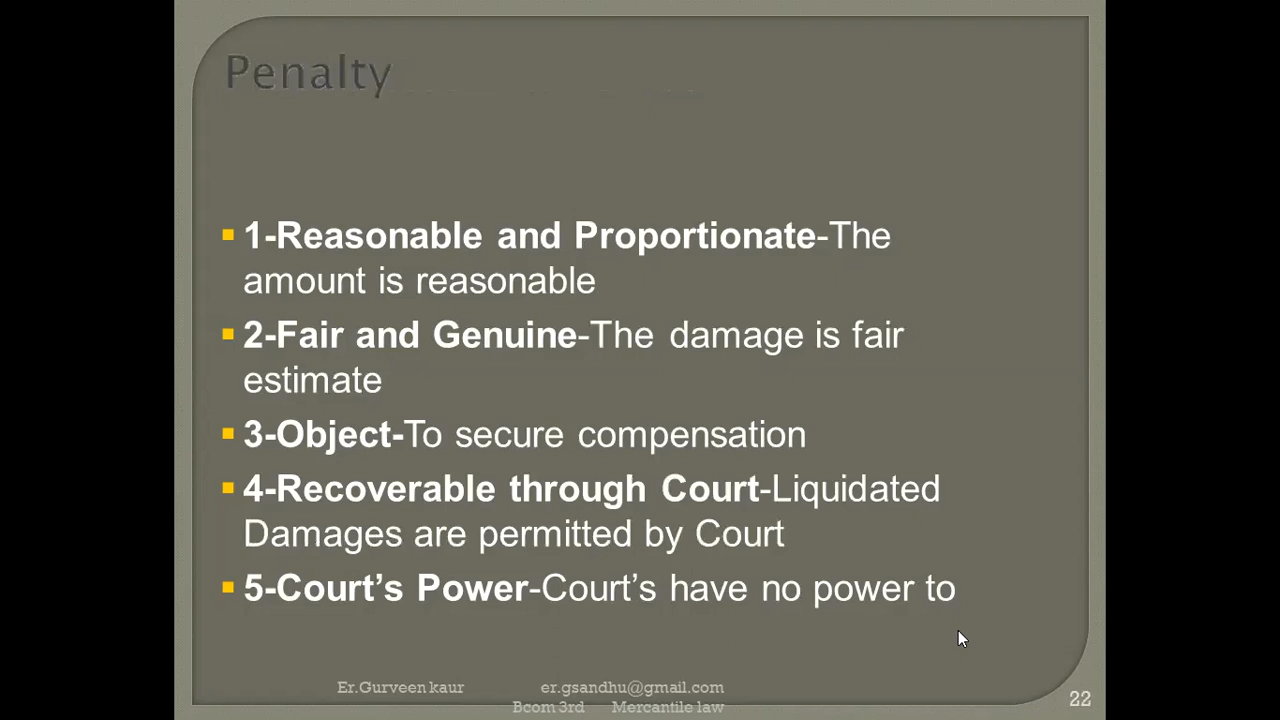 Penalty
1-Reasonable and Proportionate-The
amount is reasonable
2-Fair and Genuine-The damage is fair
estimate
3-Object-To secure compensation
4-Recoverable through Court-Liquidated
Damages are permitted by Court
5-Court’s Power-Court’s have no power to
Er.Gurveen kaur er.gsandhu@gmail.com
Bcom 3rd Mercantile law
22